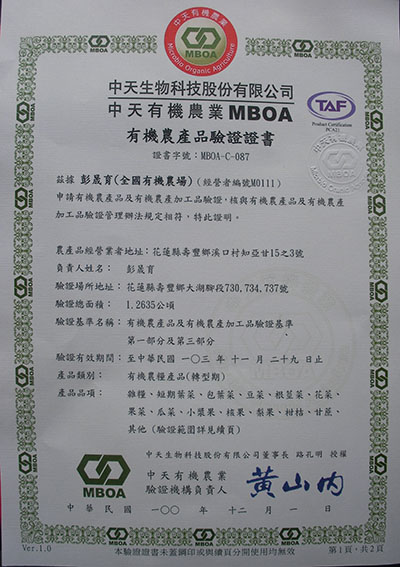 中天有機農業
Microbio Organic Agriculture
MBOA
中天生物科技股份有限公司
中天有機農業 MBOA
TAF
Product Certification
PCA21
有機農產品驗證證書
證書字號：MBOA-C-087
茲據 彭晟育(全國有機農場) (經營者編號M0111)
申請有機農產品及有機農產加工品驗證，核與有機農產品及有機農產
加工品驗證管理辦法規定相符，特此證明。
農產品經營業者地址：花蓮縣壽豐鄉溪口村知亞甘15之3號
負責人姓名： 彭晟育
驗證場所地址： 花蓮縣壽豐鄉大湖腳段730,734,737號
驗證總面積： 1.2635公頃
驗證基準名稱： 有機農產品及有機農產加工品驗證基準
第一部分及第三部分
驗證有效期間： 至中華民國 一〇三年 十一月 二十九日止
產品類別： 有機農糧產品(轉型期)
產品品項： 雜糧、短期葉菜、包葉菜、豆菜、根莖菜、花菜、
果菜、瓜菜、小漿果、核果、梨果、柑桔、甘蔗、
其他 (驗證範圍詳見續頁)
中天生物科技股份有限公司董事長 路孔明 授權
MBOA
中天有機農業
驗證機構負責人
黃山內
中華民國 一〇〇年 十二月 一日
Ver.1.0
本驗證證書未蓋鋼印或與續頁分開使用均無效
第1頁，共2頁